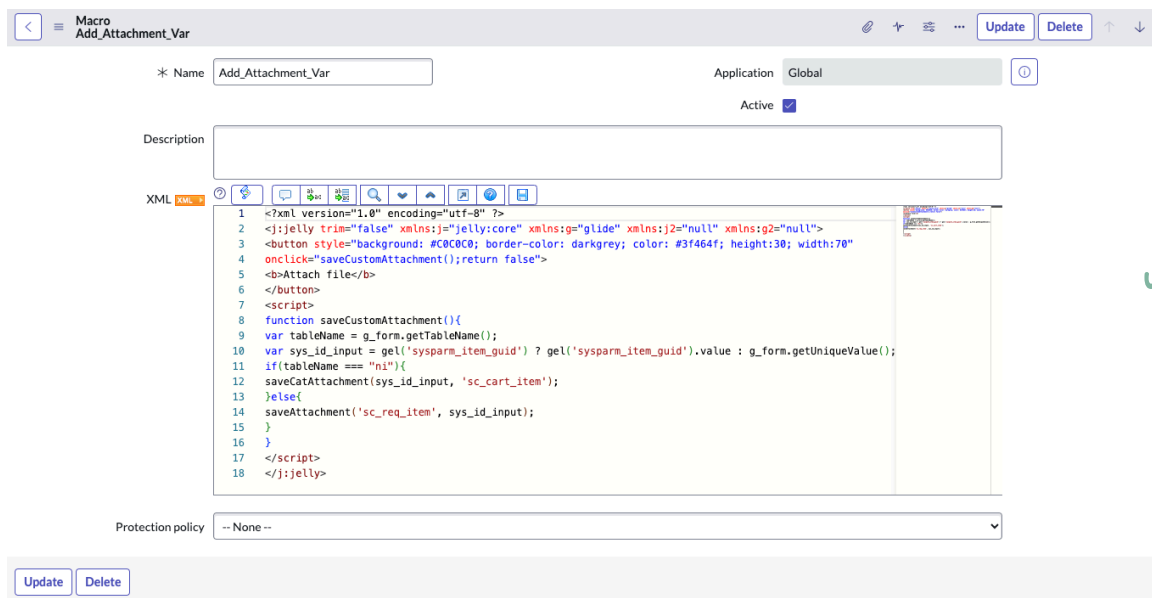 Macro
Add_Attachment_Var
Update
Delete
Name
Add_Attachment_Var
Application
Global
Active
Description
XML
XML
1 <?xml version="1.0" encoding="utf-8" ?>
2 <j:jelly trim="false" xmlns:j="jelly:core" xmlns:g="glide" xmlns:j2="null" xmlns:g2="null">
3 <button style="background: #C0C0C0; border-color: darkgrey; color: #3f464f; height:30; width:70"
4 onclick="saveCustomAttachment();return false">
5 <b>Attach file</b>
6 </button>
7 <script>
8 function saveCustomAttachment(){
9 var tableName = g_form.getTableName();
10 var sys_id_input = gel('sysparm_item_guid') ? gel('sysparm_item_guid').value : g_form.getUniqueValue();
11 if(tableName === "ni"){
12 saveCatAttachment(sys_id_input, 'sc_cart_item');
13 }else{
14 saveAttachment('sc_req_item', sys_id_input);
15 }
16 }
17 </script>
18 </j:jelly>
Protection policy
-- None --
Update
Delete